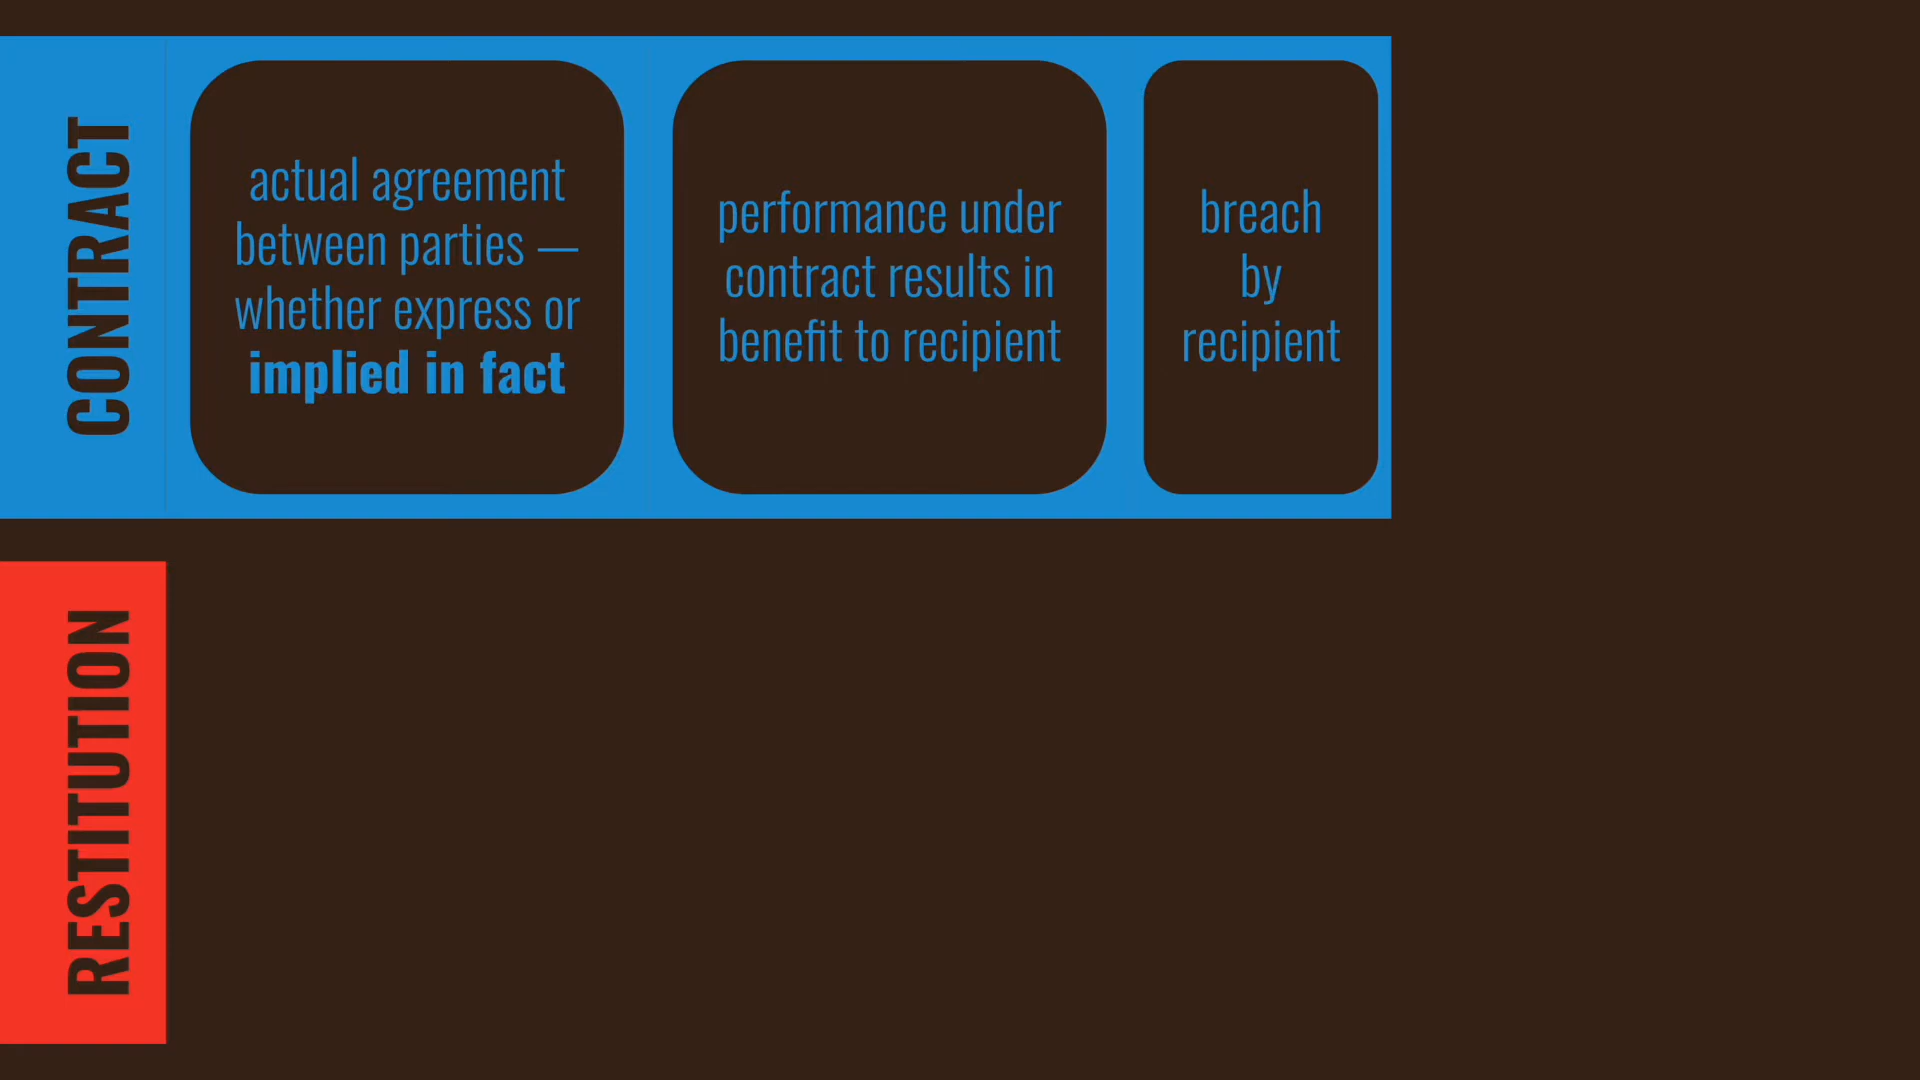 CONTRACT
actual agreement
between parties —
whether express or
implied in fact
performance under
contract results in
benefit to recipient
breach
by
recipient
RESTITUTION